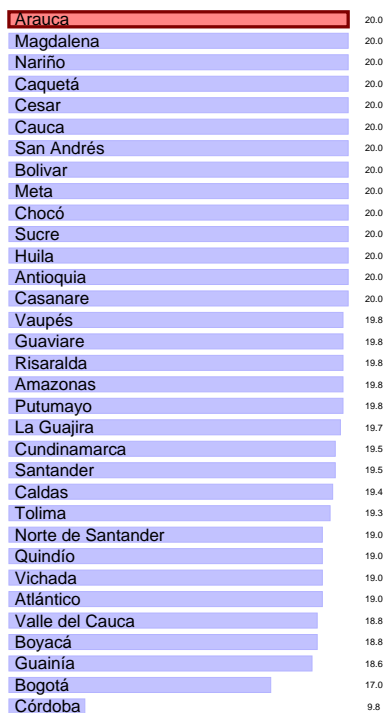 Arauca 20.0
Magdalena 20.0
Nariño 20.0
Caquetá 20.0
Cesar 20.0
Cauca 20.0
San Andrés 20.0
Bolivar 20.0
Meta 20.0
Chocó 20.0
Sucre 20.0
Huila 20.0
Antioquia 20.0
Casanare 20.0
Vaupés 19.8
Guaviare 19.8
Risaralda 19.8
Amazonas 19.8
Putumayo 19.8
La Guajira 19.7
Cundinamarca 19.5
Santander 19.5
Caldas 19.4
Tolima 19.3
Norte de Santander 19.0
Quindío 19.0
Vichada 19.0
Atlántico 19.0
Valle del Cauca 18.8
Boyacá 18.8
Guainía 18.6
Bogotá 17.0
Córdoba 9.8